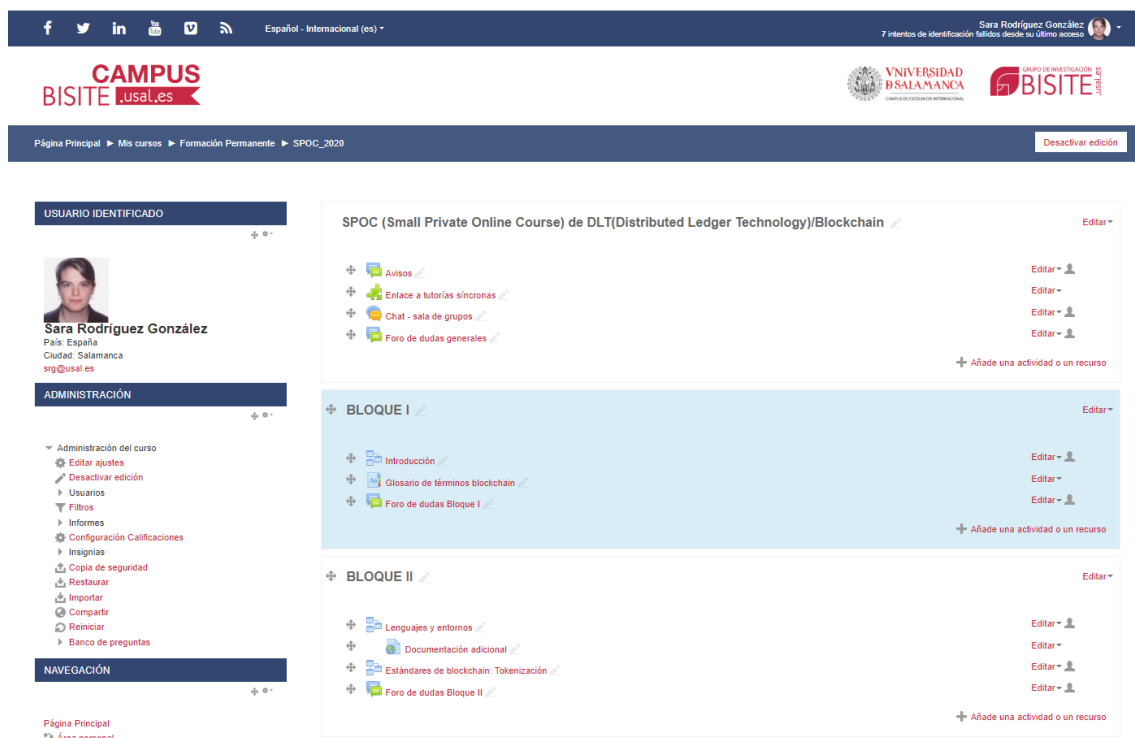 You Tube
Español - Internacional (es)
Sara Rodríguez González
7 intentos de identificación fallidos desde su último acceso
CAMPUS
BISITE .usal.es
VNiVERSiDAD
D SALAMANCA
CAMPUS DE EXCELENCIA INTERNACIONAL
GRUPO DE INVESTIGACIÓN
BISITE
.usal.es
Página Principal ► Mis cursos ► Formación Permanente ► SPOC_2020
Desactivar edición
USUARIO IDENTIFICADO
Sara Rodríguez González
País: España
Ciudad: Salamanca
srg@usal.es
ADMINISTRACIÓN
Administración del curso
Editar ajustes
Desactivar edición
Usuarios
Filtros
Informes
Configuración Calificaciones
Insignias
Copia de seguridad
Restaurar
Importar
Compartir
Reiniciar
Banco de preguntas
NAVEGACIÓN
Página Principal
Área personal
SPOC (Small Private Online Course) de DLT(Distributed Ledger Technology)/Blockchain Editar
Avisos Editar
Enlace a tutorías síncronas Editar
Chat - sala de grupos Editar
Foro de dudas generales Editar
Añade una actividad o un recurso
BLOQUE I Editar
Introducción Editar
Glosario de términos blockchain Editar
Foro de dudas Bloque I Editar
Añade una actividad o un recurso
BLOQUE II Editar
Lenguajes y entornos Editar
Documentación adicional Editar
Estándares de blockchain: Tokenización Editar
Foro de dudas Bloque II Editar
Añade una actividad o un recurso